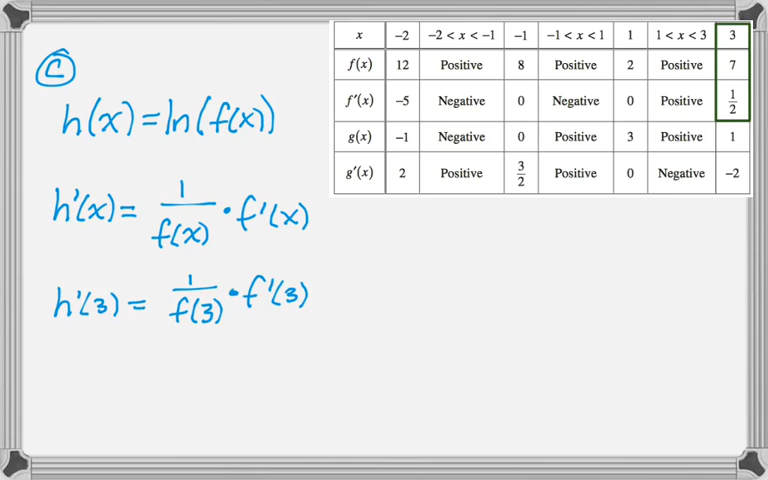 C
h(x) = ln(f(x))
h'(x) = 1/f(x) · f'(x)
h'(3) = 1/f(3) · f'(3)
x −2 −2 < x < −1 −1 −1 < x < 1 1 1 < x < 3 3
f(x) 12 Positive 8 Positive 2 Positive 7
f′(x) −5 Negative 0 Negative 0 Positive 1/2
g(x) −1 Negative 0 Positive 3 Positive 1
g′(x) 2 Positive 3/2 Positive 0 Negative −2